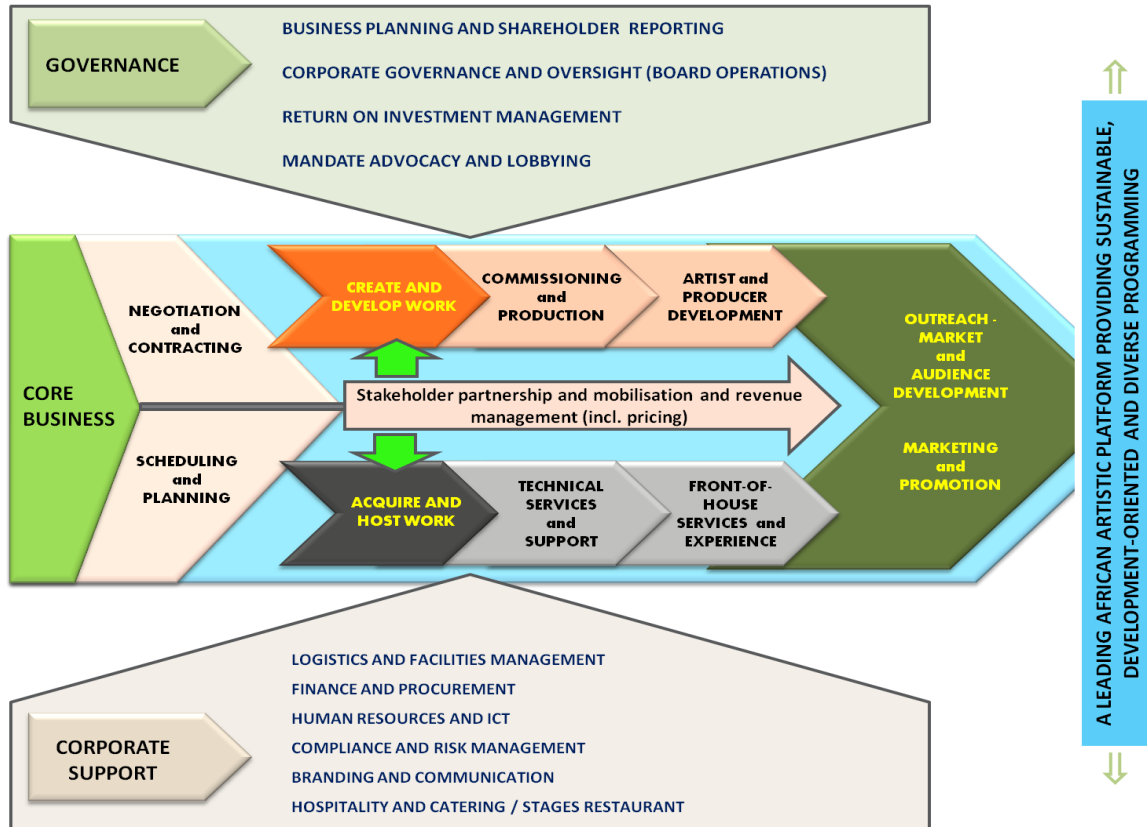 GOVERNANCE
BUSINESS PLANNING AND SHAREHOLDER REPORTING
CORPORATE GOVERNANCE AND OVERSIGHT (BOARD OPERATIONS)
RETURN ON INVESTMENT MANAGEMENT
MANDATE ADVOCACY AND LOBBYING
CORE
BUSINESS
NEGOTIATION
and
CONTRACTING
SCHEDULING
and
PLANNING
CREATE AND
DEVELOP WORK
COMMISSIONING
and
PRODUCTION
ARTIST and
PRODUCER
DEVELOPMENT
Stakeholder partnership and mobilisation and revenue
management (incl. pricing)
ACQUIRE AND
HOST WORK
TECHNICAL
SERVICES
and
SUPPORT
FRONT-OF-
HOUSE
SERVICES and
EXPERIENCE
OUTREACH -
MARKET
and
AUDIENCE
DEVELOPMENT
MARKETING
and
PROMOTION
CORPORATE
SUPPORT
LOGISTICS AND FACILITIES MANAGEMENT
FINANCE AND PROCUREMENT
HUMAN RESOURCES AND ICT
COMPLIANCE AND RISK MANAGEMENT
BRANDING AND COMMUNICATION
HOSPITALITY AND CATERING / STAGES RESTAURANT
A LEADING AFRICAN ARTISTIC PLATFORM PROVIDING SUSTAINABLE,
DEVELOPMENT-ORIENTED AND DIVERSE PROGRAMMING